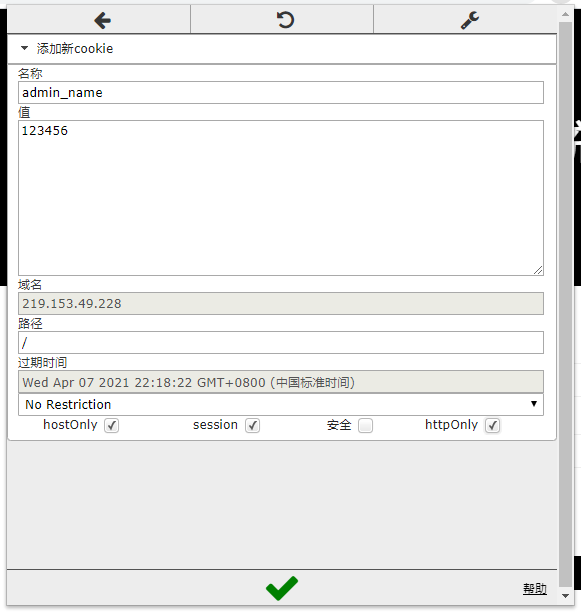 添加新cookie
名称
admin_name
值
123456
域名
219.153.49.228
路径
/
过期时间
Wed Apr 07 2021 22:18:22 GMT+0800 (中国标准时间)
No Restriction
hostOnly session 安全 httpOnly
帮助